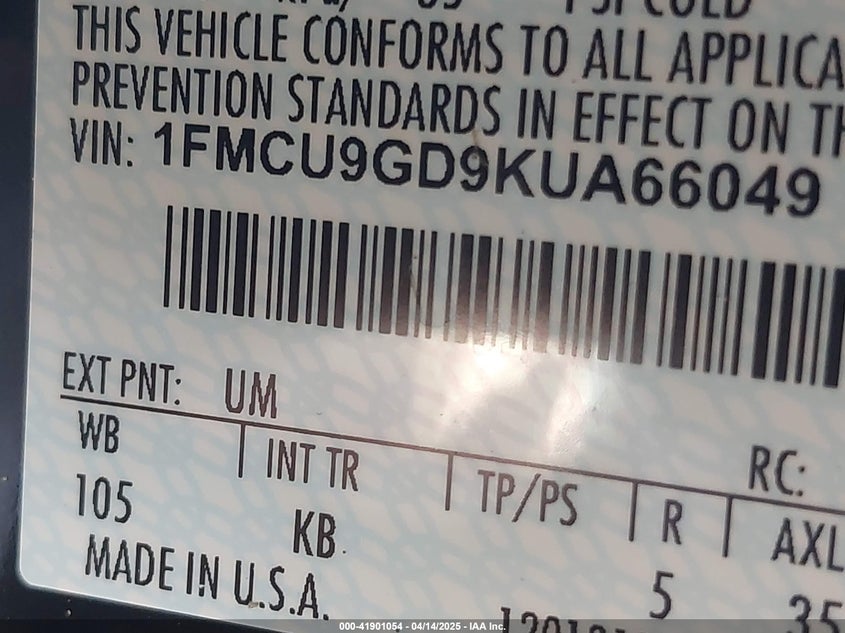 THIS VEHICLE CONFORMS TO ALL APPLICA
PREVENTION STANDARDS IN EFFECT ON TH
VIN: 1FMCU9GD9KUA66049
EXT PNT: UM
RC:
WB INT TR TP/PS R AXL
105 KB 5 35
MADE IN U.S.A.
000-41901054 - 04/14/2025 - IAA Inc.